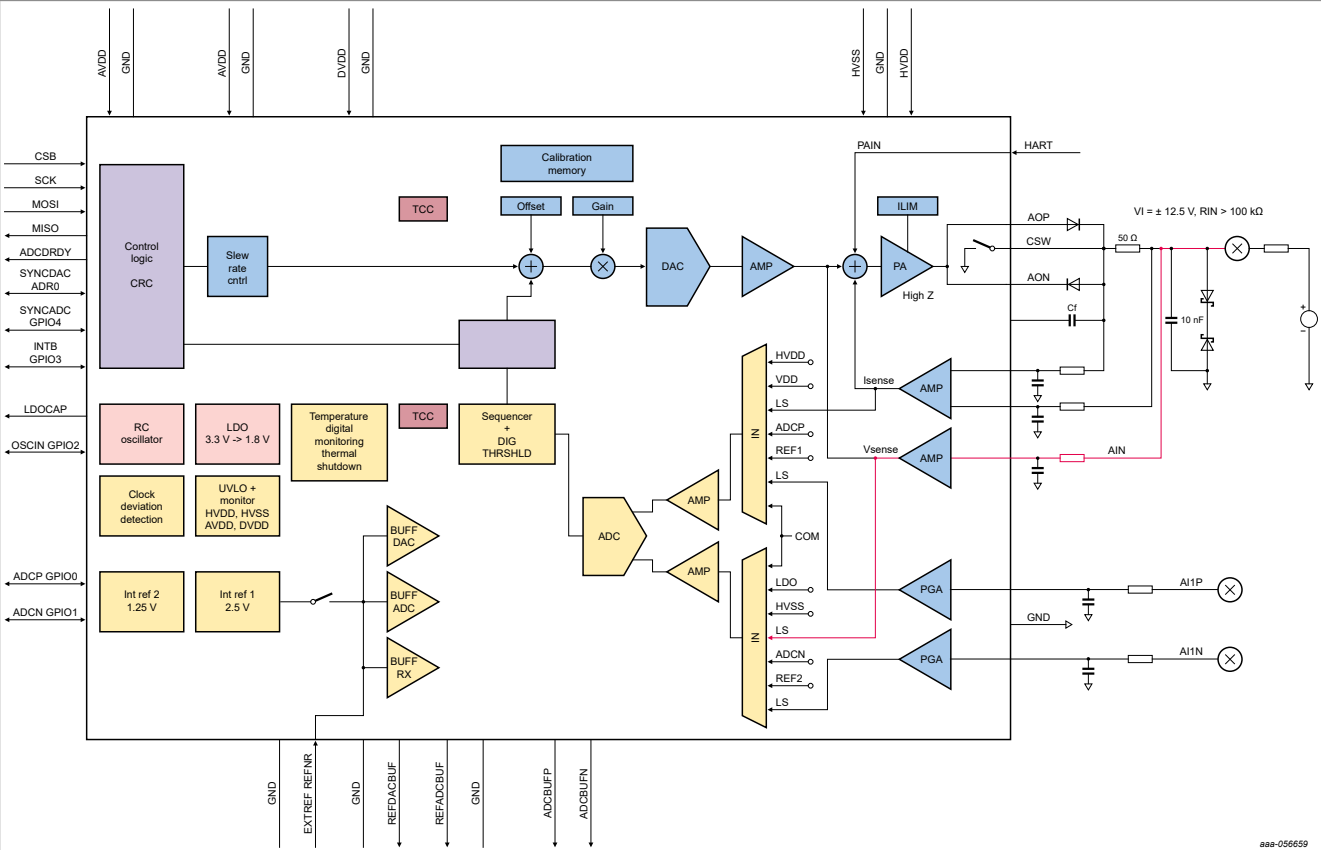 AVDD
GND
AVDD
GND
DVDD
GND
HVSS
GND
HVDD
CSB
SCK
MOSI
MISO
ADCDRDY
SYNCDAC
ADR0
SYNCADC
GPIO4
INTB
GPIO3
LDOCAP
OSCIN GPIO2
ADCP GPIO0
ADCN GPIO1
Control
logic
CRC
Slew
rate
cntrl
TCC
Calibration
memory
Offset
Gain
+
×
DAC
AMP
PAIN
HART
ILIM
+
PA
High Z
AOP
CSW
AON
50 Ω
Cf
VI = ± 12.5 V, RIN > 100 kΩ
10 nF
+
−
RC
oscillator
LDO
3.3 V -> 1.8 V
Temperature
digital
monitoring
thermal
shutdown
TCC
Sequencer
+
DIG
THRSHLD
Clock
deviation
detection
UVLO +
monitor
HVDD, HVSS
AVDD, DVDD
Int ref 2
1.25 V
Int ref 1
2.5 V
BUFF
DAC
BUFF
ADC
BUFF
RX
ADC
AMP
AMP
IN
HVDD
VDD
LS
ADCP
REF1
LS
COM
IN
LDO
HVSS
LS
ADCN
REF2
LS
Isense
AMP
Vsense
AMP
AIN
PGA
AI1P
GND
PGA
AI1N
GND
EXTREF REFNR
GND
REFDACBUF
REFADCBUF
GND
ADCBUFP
ADCBUFN
aaa-056659